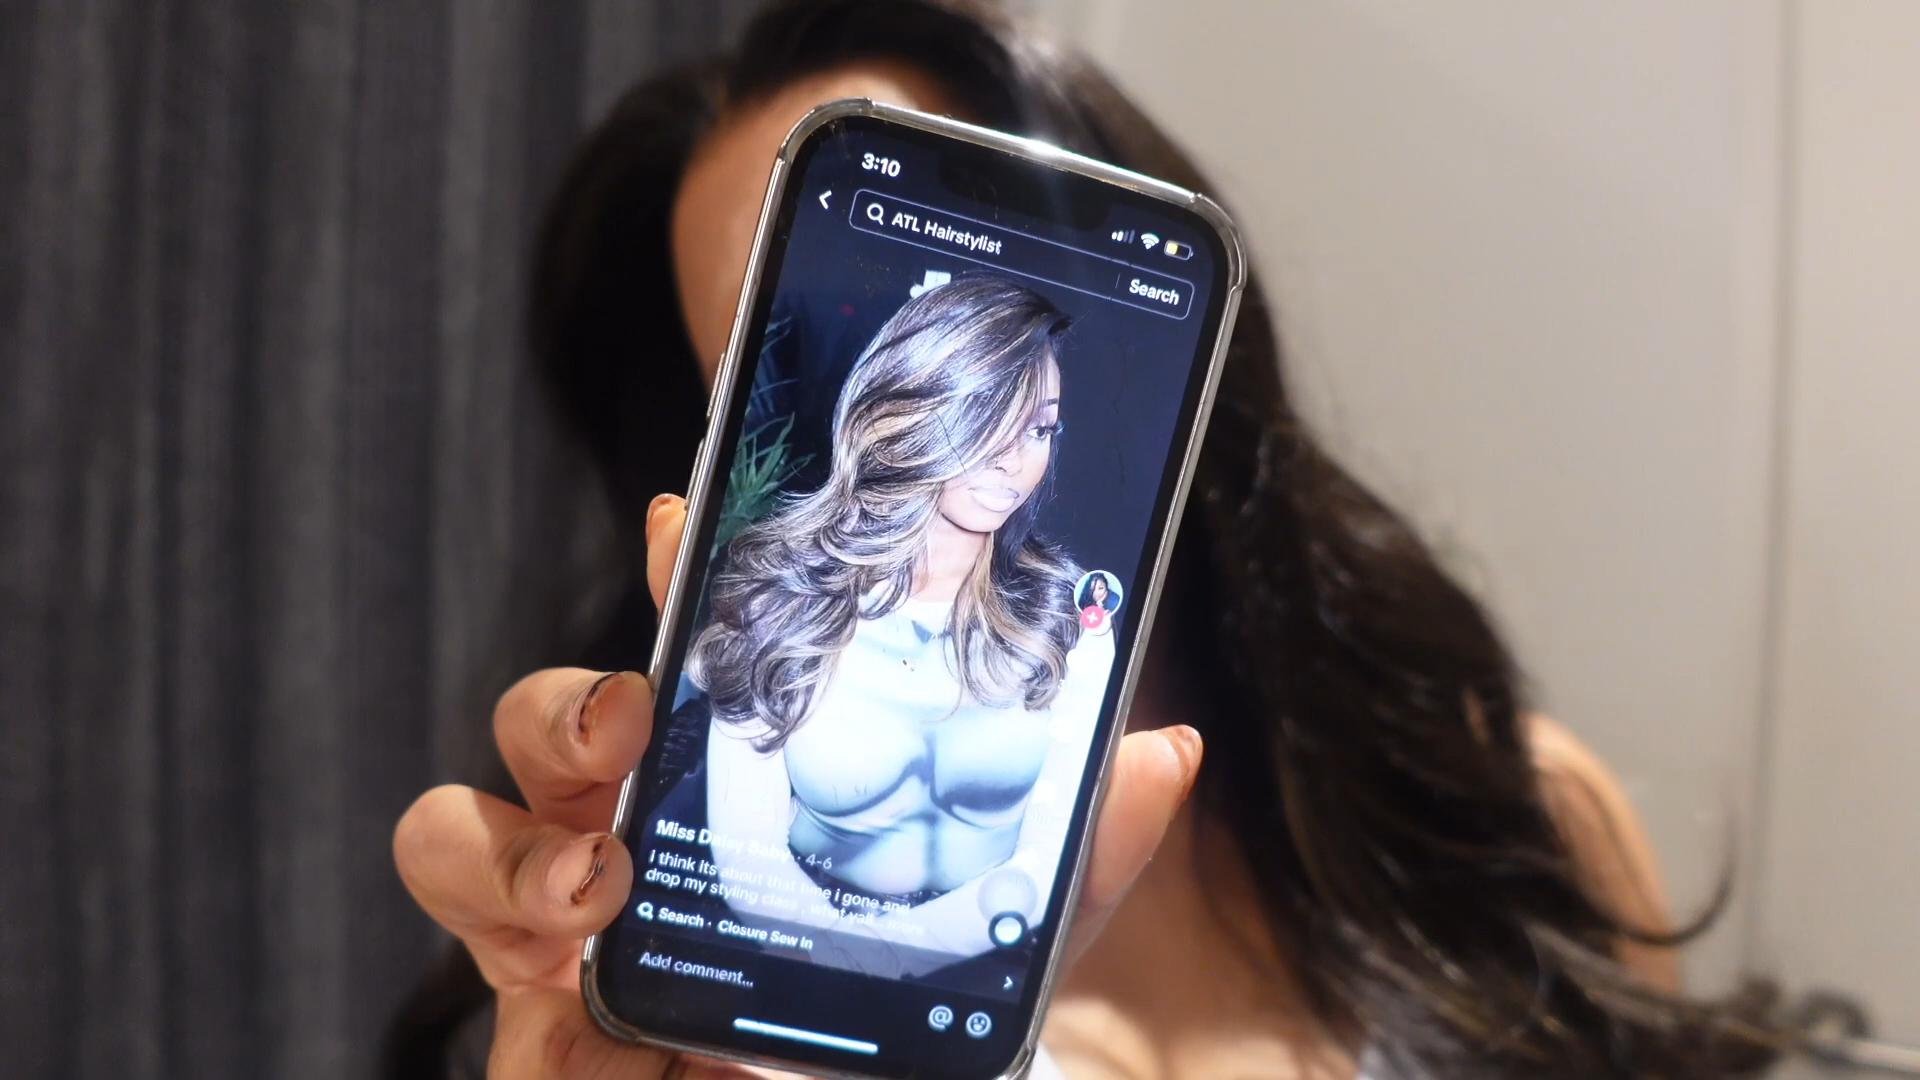 3:10
ATL Hairstylist
Search
Miss Daisy Baby · 4-6
i think its about that time i gone and
drop my styling class , what yall... more
Search · Closure Sew In
Add comment...